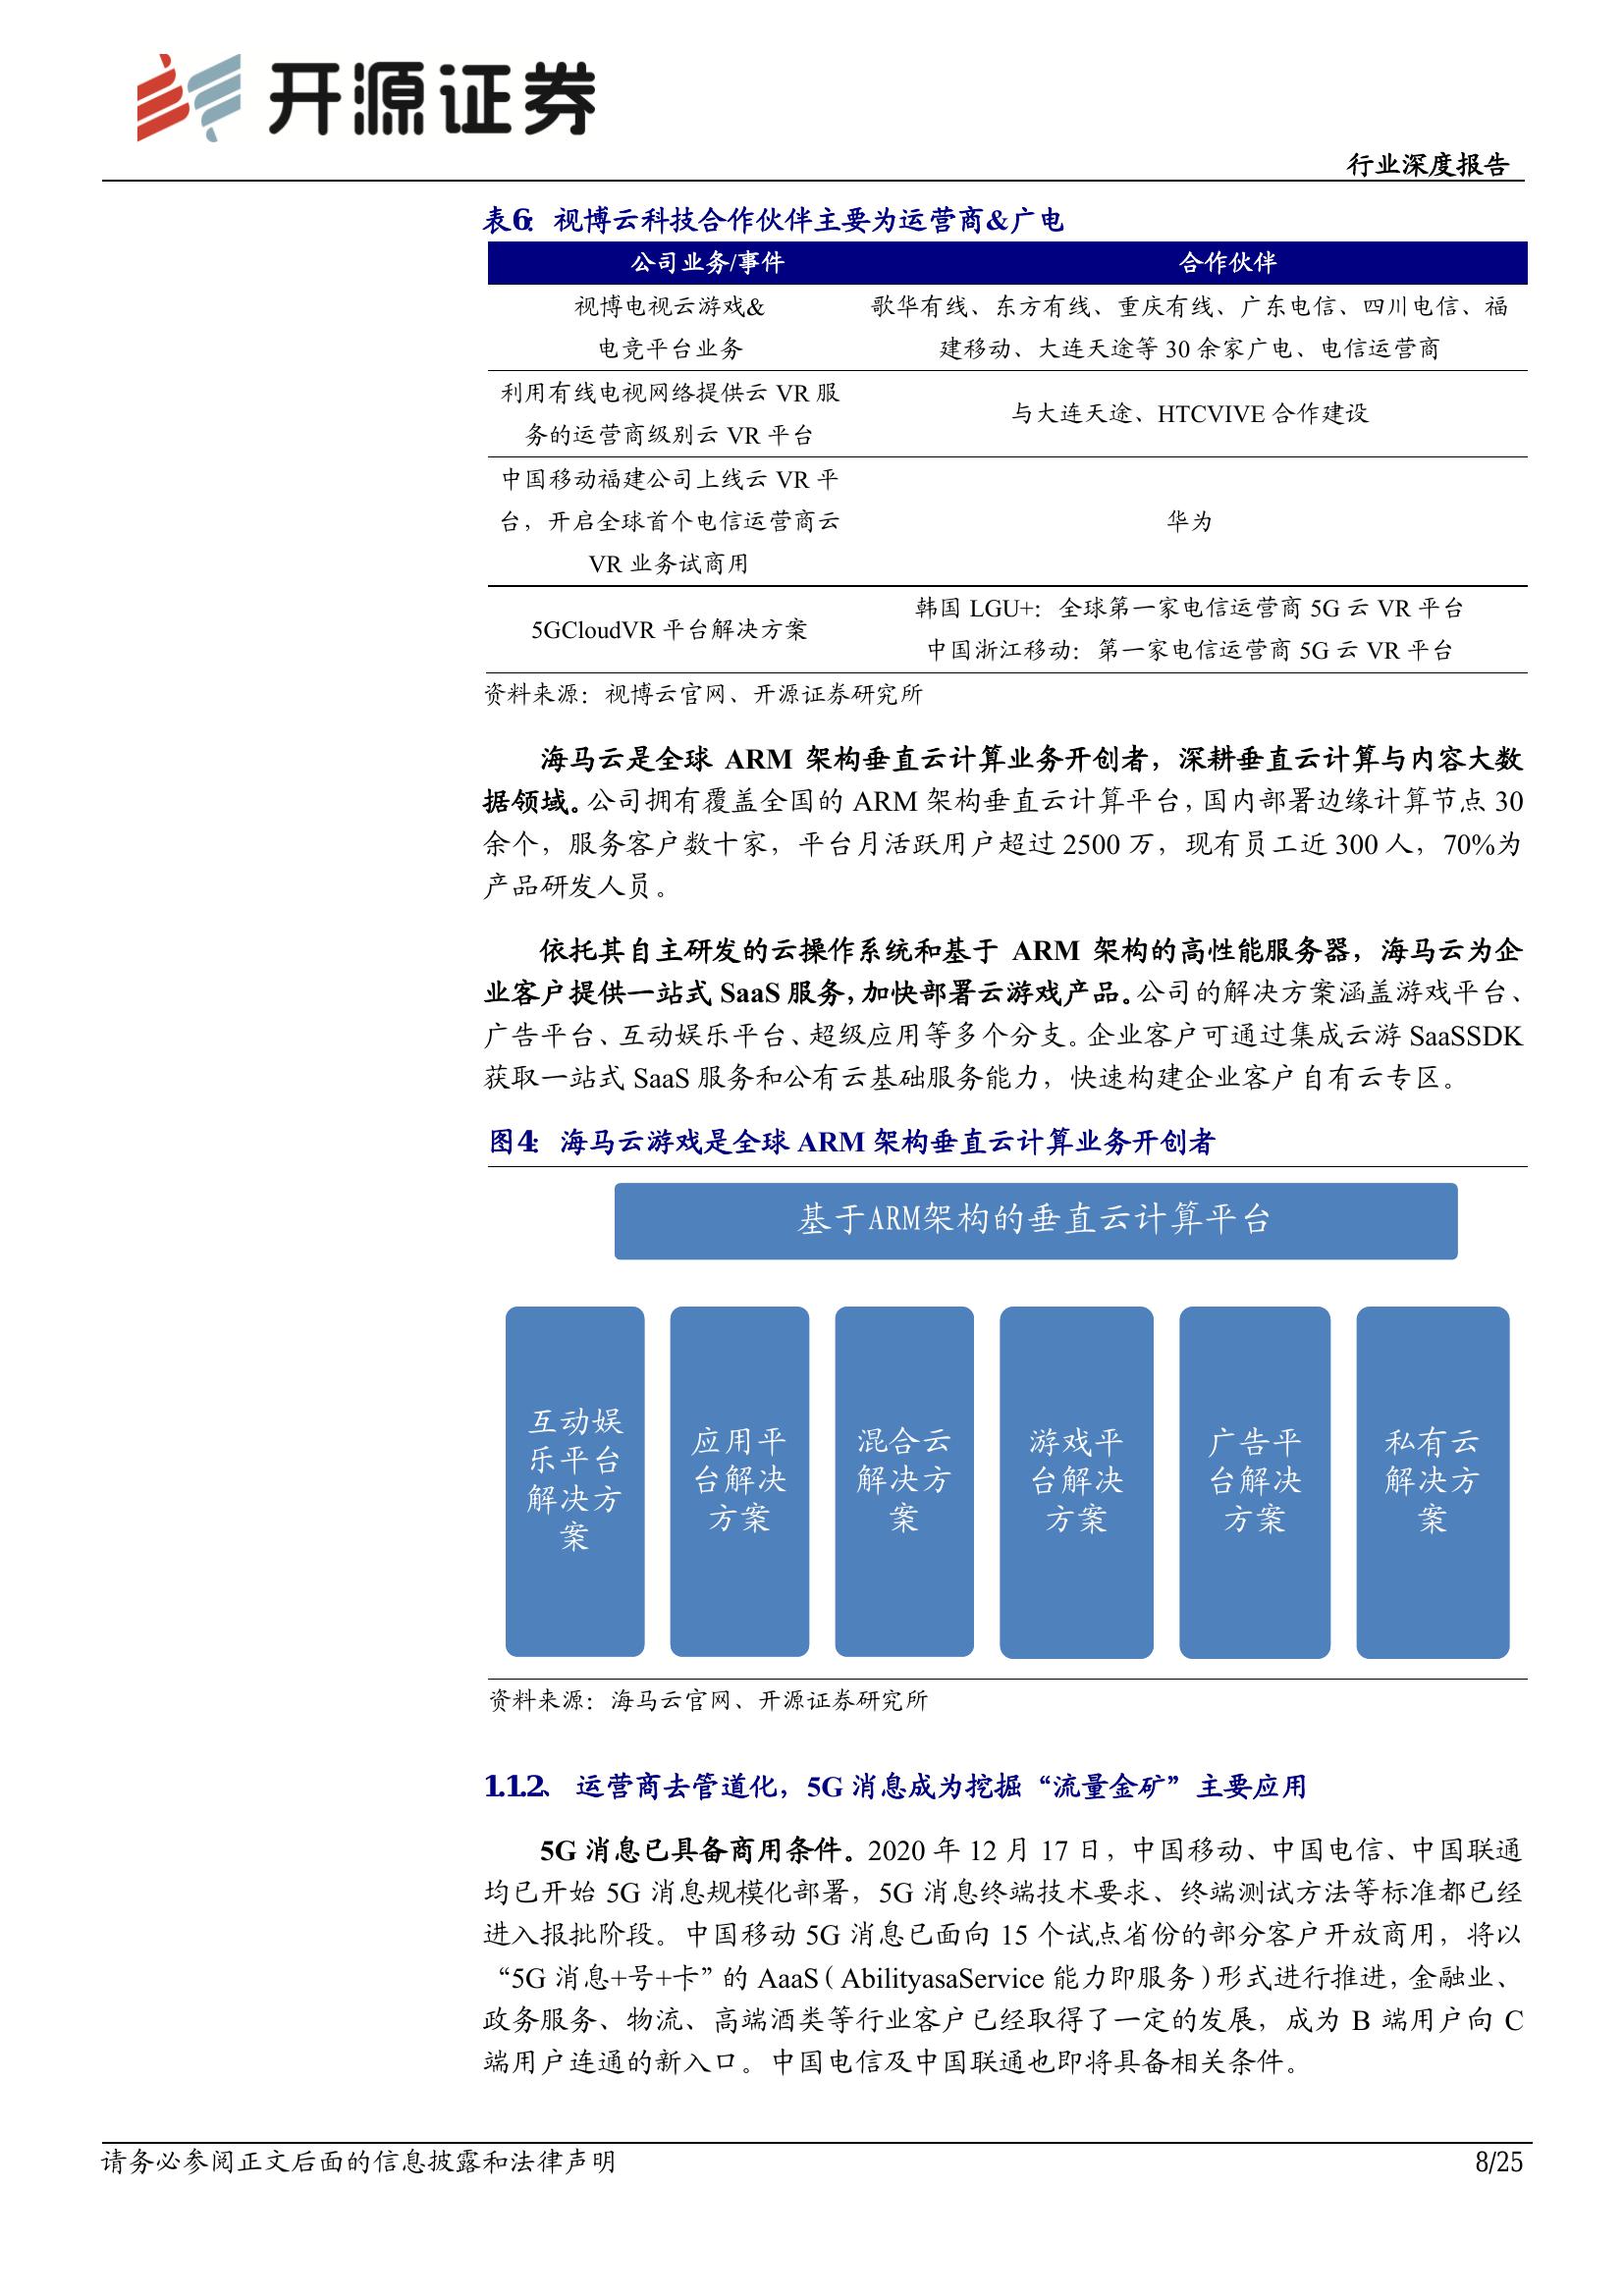 开源证券
行业深度报告
表6： 视博云科技合作伙伴主要为运营商&广电
公司业务/事件 合作伙伴
视博电视云游戏&
电竞平台业务
歌华有线、东方有线、重庆有线、广东电信、四川电信、福
建移动、大连天途等 30 余家广电、电信运营商
利用有线电视网络提供云 VR 服
务的运营商级别云 VR 平台
与大连天途、HTCVIVE 合作建设
中国移动福建公司上线云 VR 平
台，开启全球首个电信运营商云
VR 业务试商用
华为
5GCloudVR 平台解决方案
韩国 LGU+：全球第一家电信运营商 5G 云 VR 平台
中国浙江移动：第一家电信运营商 5G 云 VR 平台
资料来源：视博云官网、开源证券研究所
海马云是全球 ARM 架构垂直云计算业务开创者，深耕垂直云计算与内容大数
据领域。公司拥有覆盖全国的 ARM 架构垂直云计算平台，国内部署边缘计算节点 30
余个，服务客户数十家，平台月活跃用户超过 2500 万，现有员工近 300 人，70%为
产品研发人员。
依托其自主研发的云操作系统和基于 ARM 架构的高性能服务器，海马云为企
业客户提供一站式 SaaS 服务，加快部署云游戏产品。公司的解决方案涵盖游戏平台、
广告平台、互动娱乐平台、超级应用等多个分支。企业客户可通过集成云游 SaaSSDK
获取一站式 SaaS 服务和公有云基础服务能力，快速构建企业客户自有云专区。
图4： 海马云游戏是全球 ARM 架构垂直云计算业务开创者
基于ARM架构的垂直云计算平台
互动娱
乐平台
解决方
案
应用平
台解决
方案
混合云
解决方
案
游戏平
台解决
方案
广告平
台解决
方案
私有云
解决方
案
资料来源：海马云官网、开源证券研究所
1.1.2、 运营商去管道化，5G 消息成为挖掘“流量金矿”主要应用
5G 消息已具备商用条件。2020 年 12 月 17 日，中国移动、中国电信、中国联通
均已开始 5G 消息规模化部署，5G 消息终端技术要求、终端测试方法等标准都已经
进入报批阶段。中国移动 5G 消息已面向 15 个试点省份的部分客户开放商用，将以
“5G 消息+号+卡”的 AaaS（AbilityasaService 能力即服务）形式进行推进，金融业、
政务服务、物流、高端酒类等行业客户已经取得了一定的发展，成为 B 端用户向 C
端用户连通的新入口。中国电信及中国联通也即将具备相关条件。
请务必参阅正文后面的信息披露和法律声明
8/25